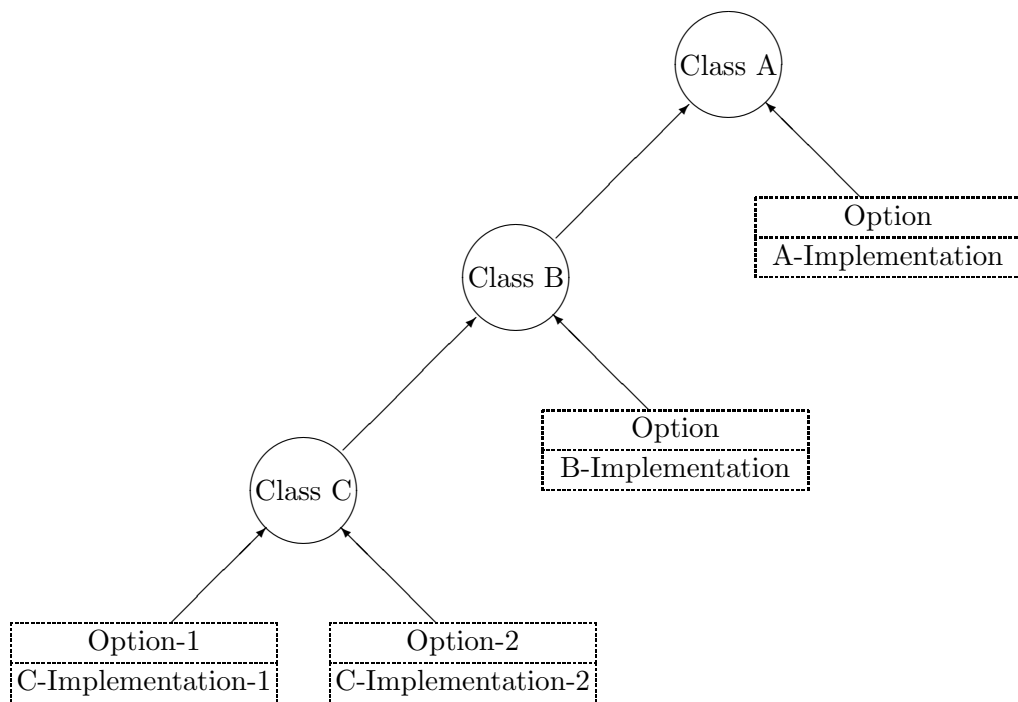 Class A
Option
A-Implementation
Class B
Option
B-Implementation
Class C
Option-1
C-Implementation-1
Option-2
C-Implementation-2